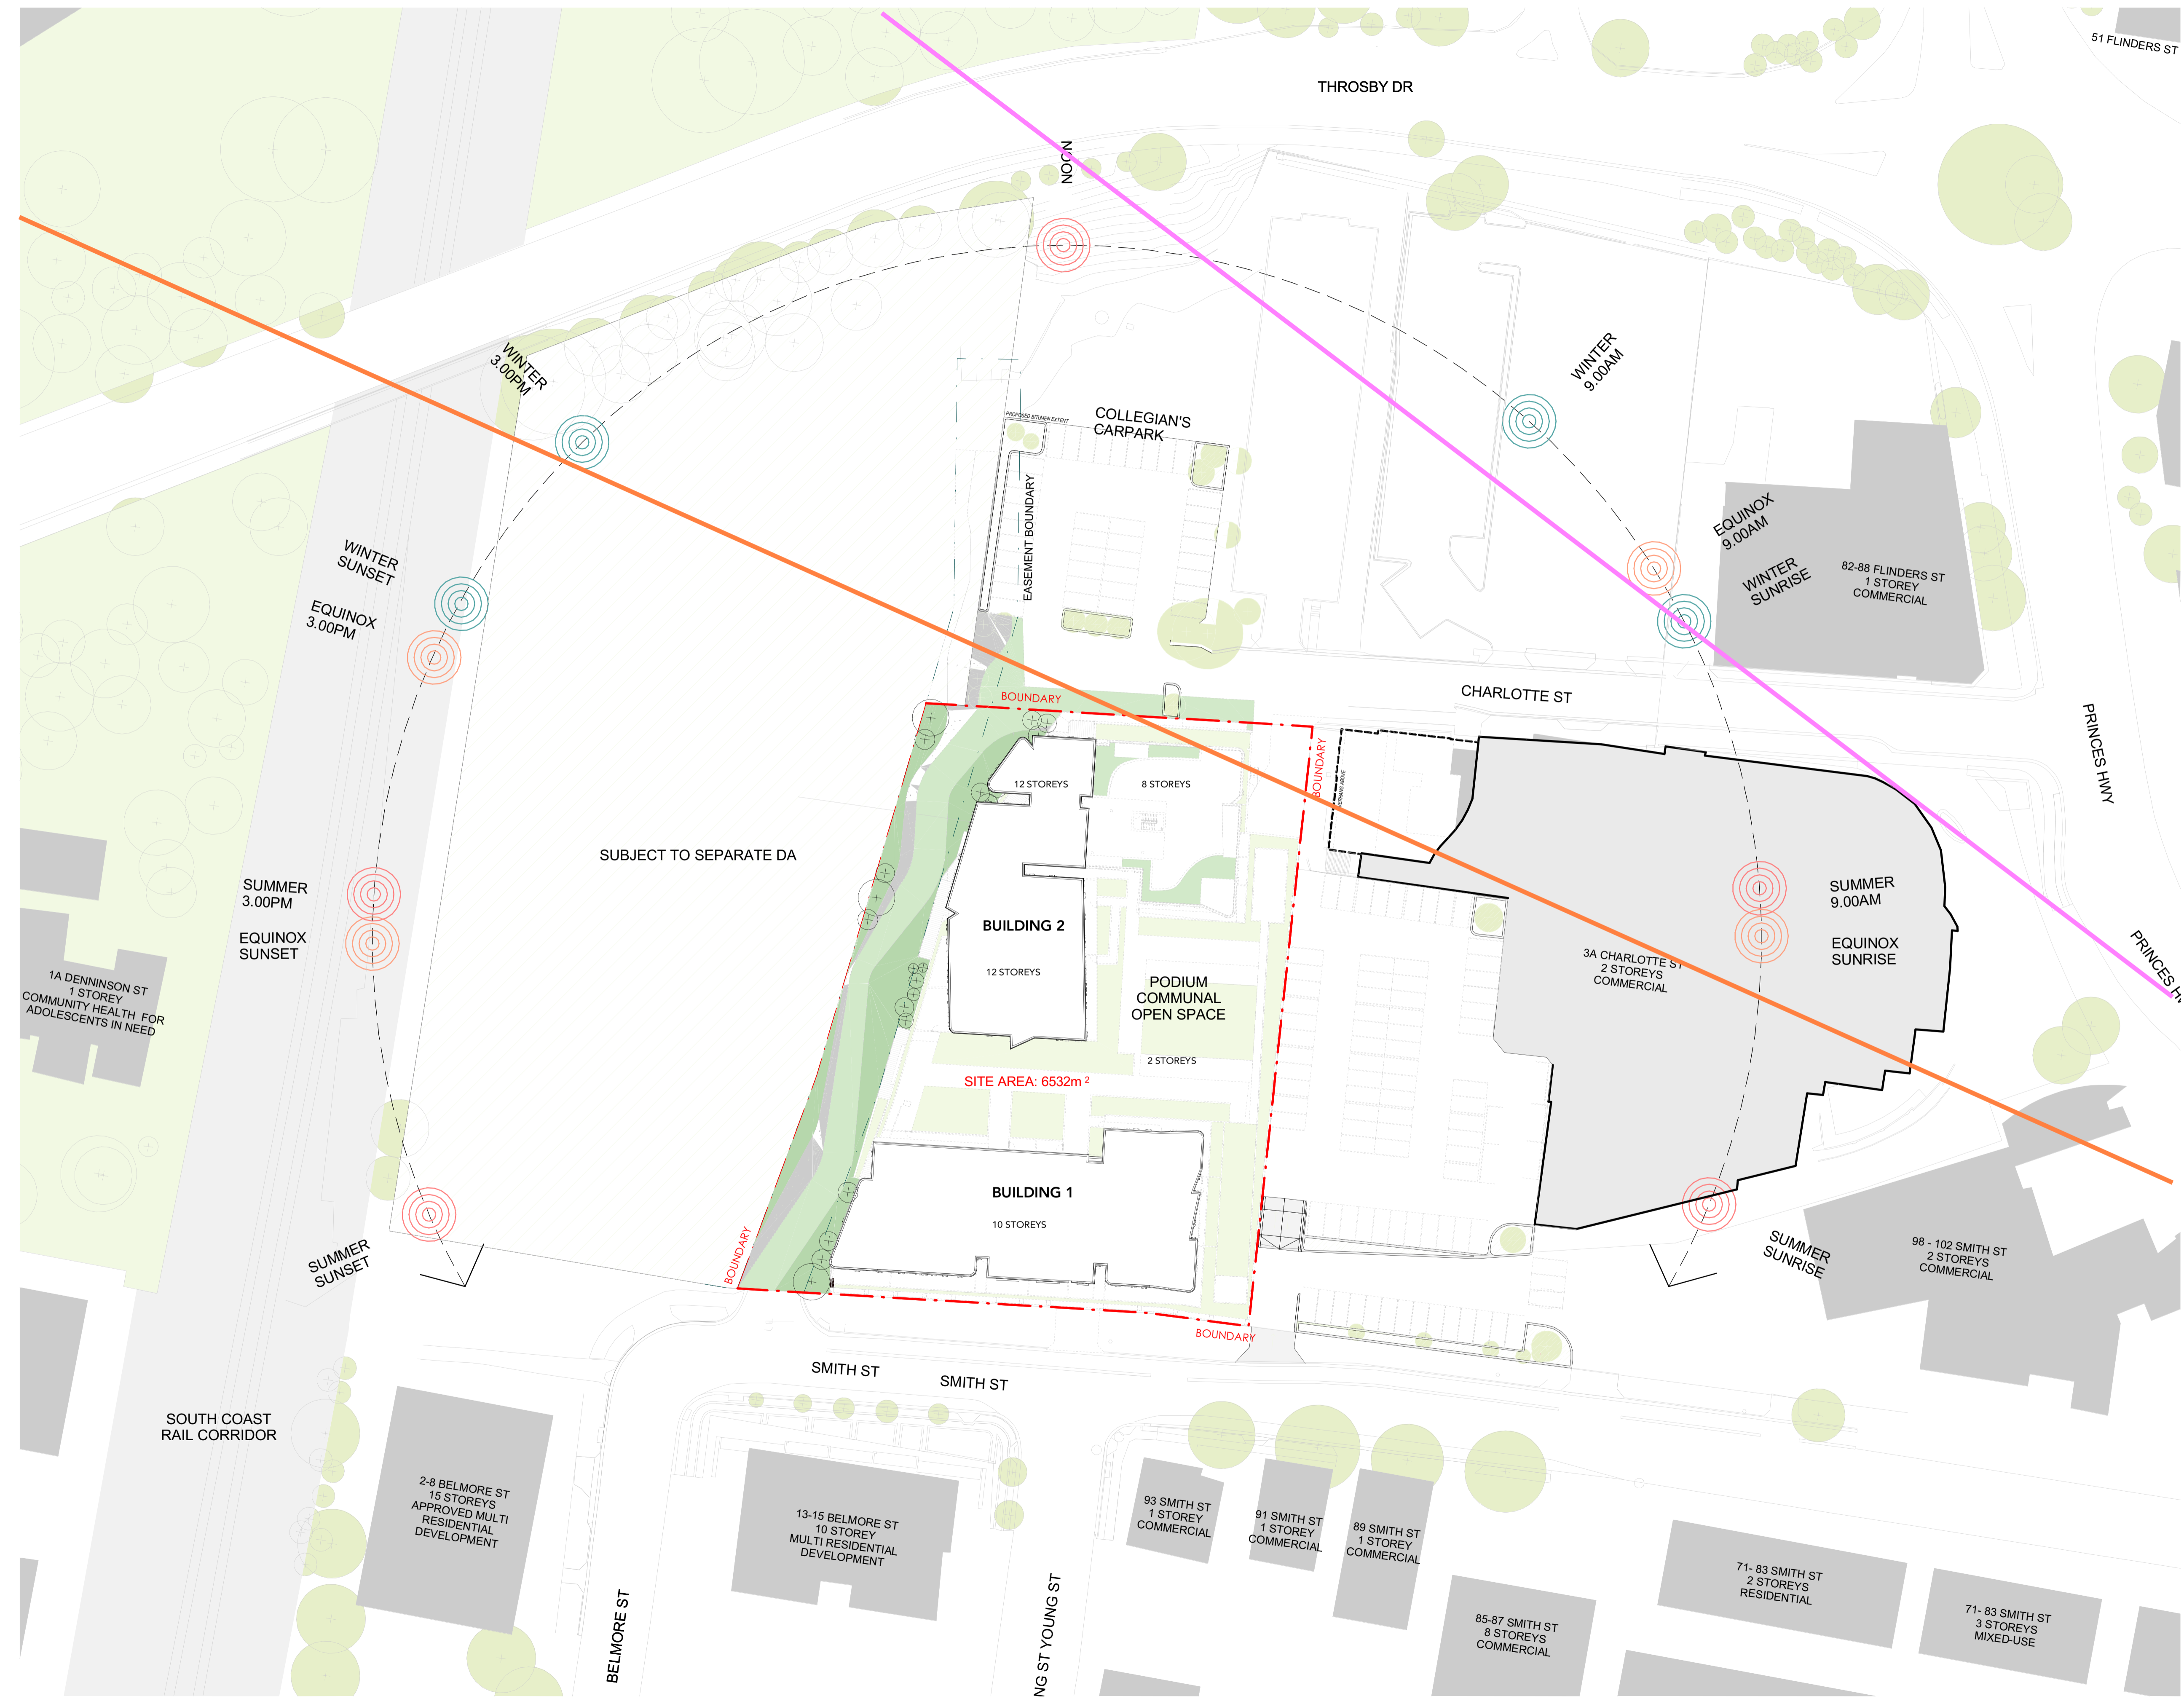 51 FLINDERS ST
THROSBY DR
NOON
WINTER
3.00PM
WINTER
9.00AM
PROPOSED BITUMEN EXTENT
COLLEGIAN'S
CARPARK
EASEMENT BOUNDARY
EQUINOX
9.00AM
WINTER
SUNRISE
82-88 FLINDERS ST
1 STOREY
COMMERCIAL
WINTER
SUNSET
EQUINOX
3.00PM
BOUNDARY
CHARLOTTE ST
PRINCES HWY
BOUNDARY
12 STOREYS
8 STOREYS
SUBJECT TO SEPARATE DA
SUMMER
3.00PM
EQUINOX
SUNSET
BUILDING 2
12 STOREYS
PODIUM
COMMUNAL
OPEN SPACE
2 STOREYS
SITE AREA: 6532m 2
3A CHARLOTTE ST
2 STOREYS
COMMERCIAL
SUMMER
9.00AM
EQUINOX
SUNRISE
PRINCES H
1A DENNINSON ST
1 STOREY
COMMUNITY HEALTH FOR
ADOLESCENTS IN NEED
BUILDING 1
10 STOREYS
BOUNDARY
BOUNDARY
SUMMER
SUNSET
SUMMER
SUNRISE
98 - 102 SMITH ST
2 STOREYS
COMMERCIAL
SMITH ST
SMITH ST
SOUTH COAST
RAIL CORRIDOR
2-8 BELMORE ST
15 STOREYS
APPROVED MULTI
RESIDENTIAL
DEVELOPMENT
13-15 BELMORE ST
10 STOREY
MULTI RESIDENTIAL
DEVELOPMENT
93 SMITH ST
1 STOREY
COMMERCIAL
91 SMITH ST
1 STOREY
COMMERCIAL
89 SMITH ST
1 STOREY
COMMERCIAL
85-87 SMITH ST
8 STOREYS
COMMERCIAL
71- 83 SMITH ST
2 STOREYS
RESIDENTIAL
71- 83 SMITH ST
3 STOREYS
MIXED-USE
BELMORE ST
NG ST YOUNG ST